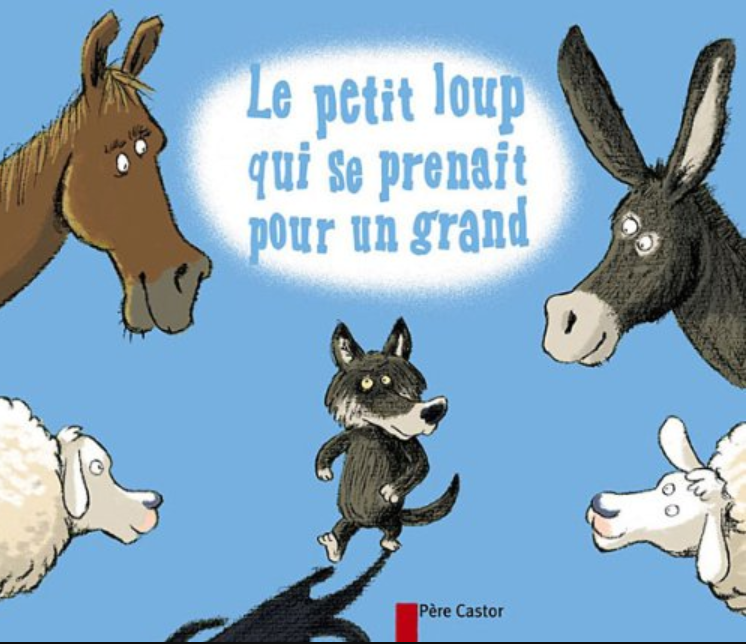 Le petit loup
qui se prenait
pour un grand
Père Castor